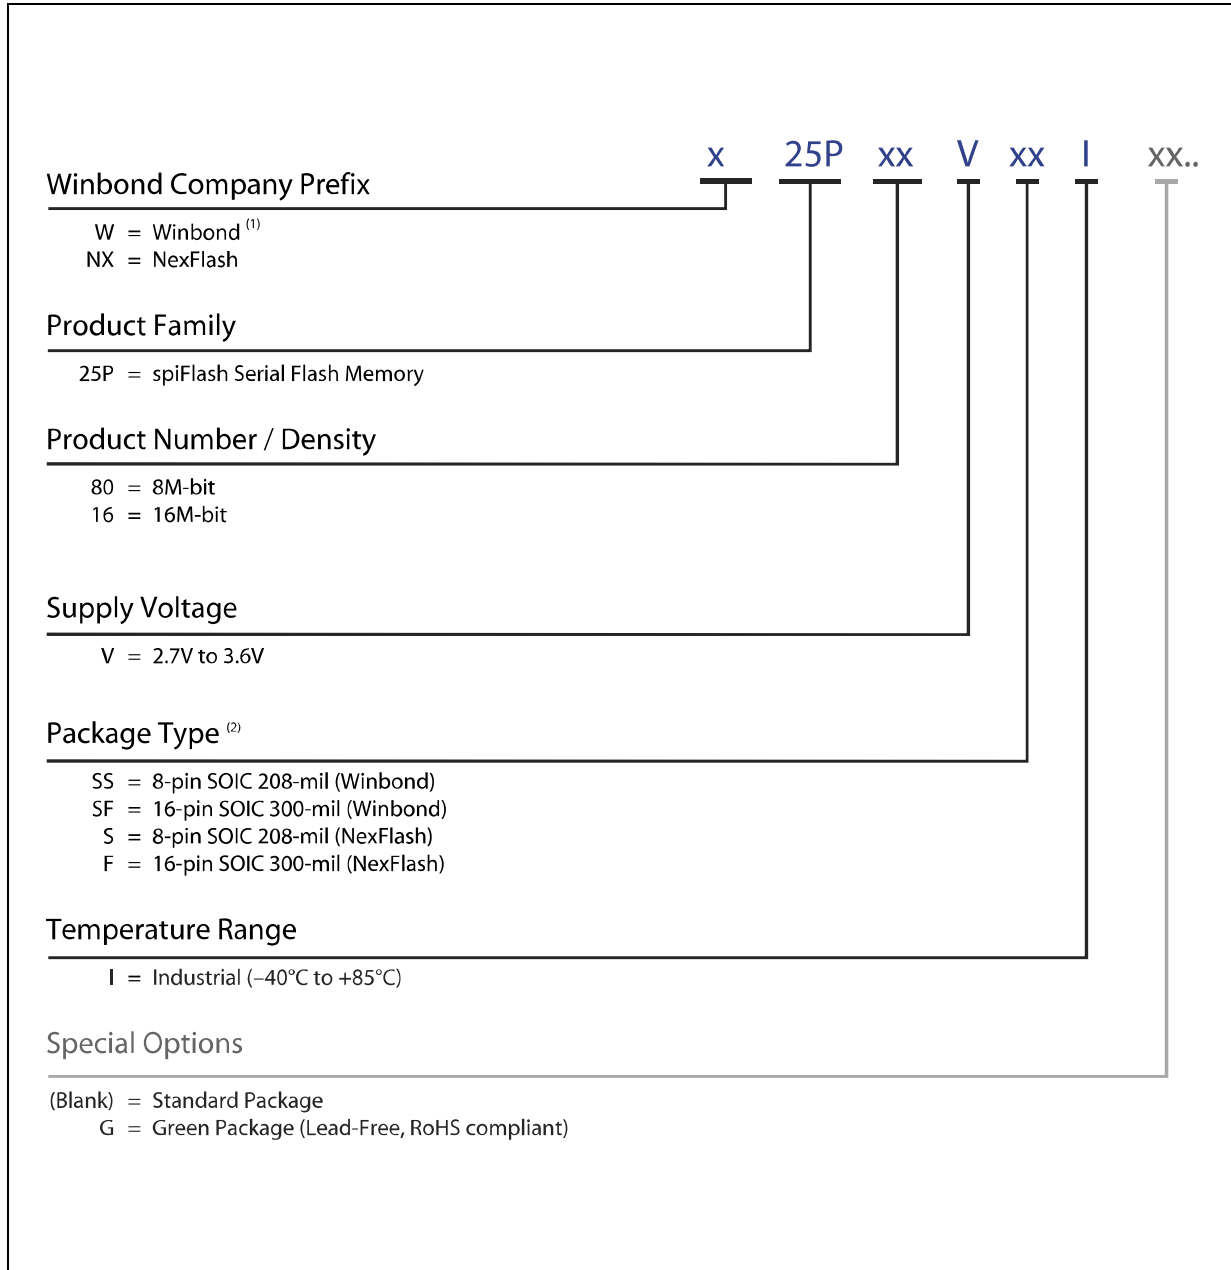 x 25P xx V xx I xx..
Winbond Company Prefix
W = Winbond (1)
NX = NexFlash
Product Family
25P = spiFlash Serial Flash Memory
Product Number / Density
80 = 8M-bit
16 = 16M-bit
Supply Voltage
V = 2.7V to 3.6V
Package Type (2)
SS = 8-pin SOIC 208-mil (Winbond)
SF = 16-pin SOIC 300-mil (Winbond)
S = 8-pin SOIC 208-mil (NexFlash)
F = 16-pin SOIC 300-mil (NexFlash)
Temperature Range
I = Industrial (–40°C to +85°C)
Special Options
(Blank) = Standard Package
G = Green Package (Lead-Free, RoHS compliant)